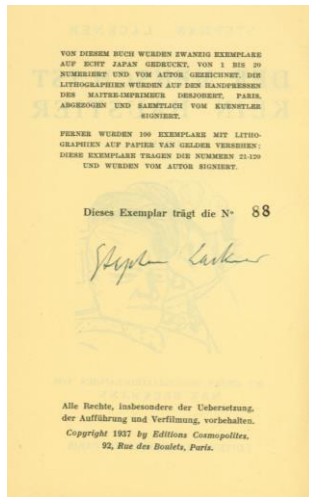 VON DIESEM BUCH WURDEN ZWANZIG EXEMPLARE
AUF ECHT JAPAN GEDRUCKT, VON 1 BIS 20
NUMERIERT UND VOM AUTOR GEZEICHNET. DIE
LITHOGRAPHIEN WURDEN AUF DEN HANDPRESSEN
DES MAITRE-IMPRIMEUR DESJOBERT, PARIS,
ABGEZOGEN UND SAEMTLICH VOM KUENSTLER
SIGNIERT.
FERNER WURDEN 100 EXEMPLARE MIT LITHO-
GRAPHIEN AUF PAPIER VAN GELDER VERSEHEN:
DIESE EXEMPLARE TRAGEN DIE NUMMERN 21-120
UND WURDEN VOM AUTOR SIGNIERT.
Dieses Exemplar trägt die Nº 88
Stephan Lackner
Alle Rechte, insbesondere der Uebersetzung,
der Aufführung und Verfilmung, vorbehalten.
Copyright 1937 by Editions Cosmopolites.
92, Rue des Boulets, Paris.